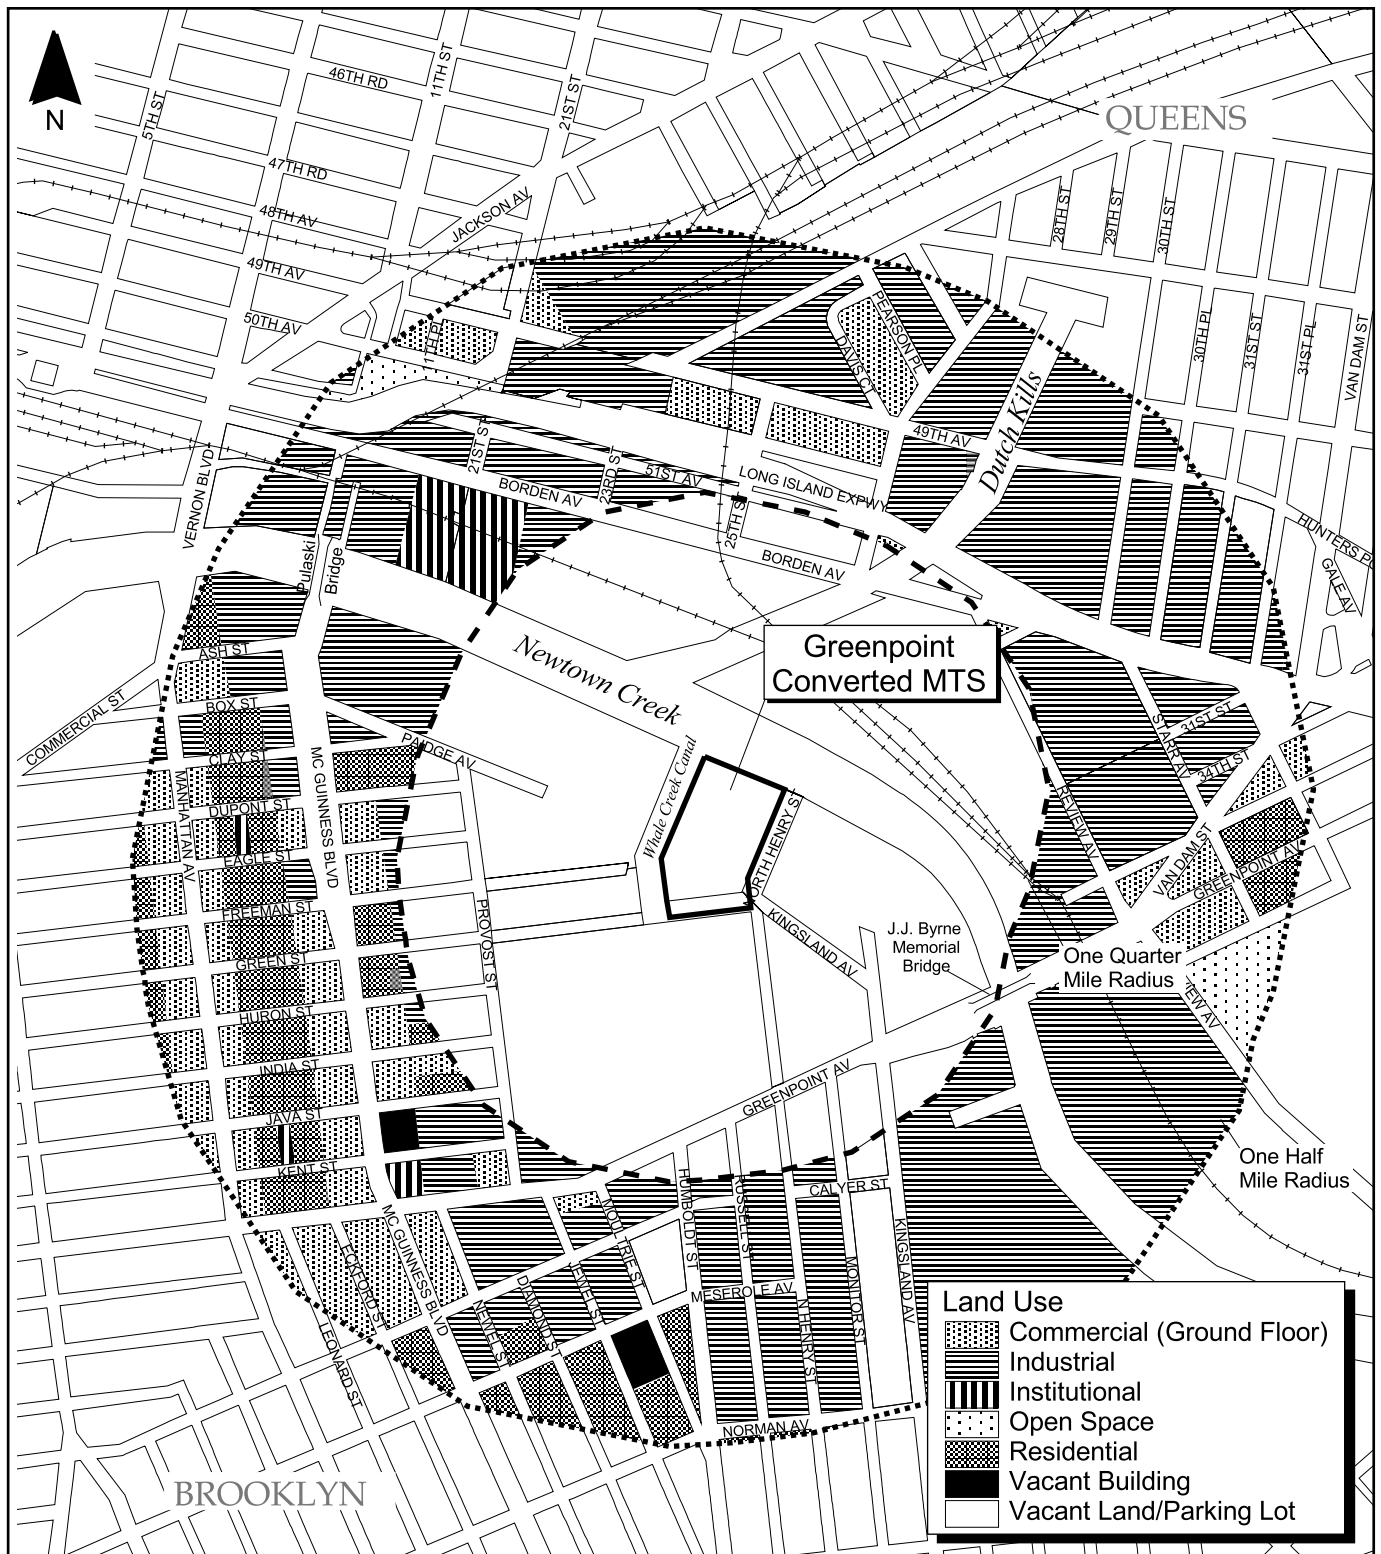 N
QUEENS
46TH RD
11TH ST
21ST ST
5TH ST
47TH RD
48TH AV
JACKSON AV
49TH AV
50TH AV
11TH PL
28TH ST
29TH ST
30TH ST
30TH PL
31ST ST
31ST PL
VAN DAM ST
PEARSON PL
DAVIS CT
Dutch Kills
49TH AV
VERNON BLVD
21ST ST
23RD ST
51ST AV
BORDEN AV
LONG ISLAND EXPWY
25TH ST
BORDEN AV
GALE AV
Pulaski
Bridge
Greenpoint
Converted MTS
Newtown Creek
ASH ST
BOX ST
COMMERCIAL ST
PAIDGE AV
MANHATTAN AV
MC GUINNESS BLVD
DUPONT ST
EAGLE ST
FREEMAN ST
GREEN ST
HURON ST
INDIA ST
JAVA ST
KENT ST
PROVOST ST
Whale Creek Canal
NORTH HENRY ST
KINGSLAND AV
J.J. Byrne
Memorial
Bridge
31ST ST
STARR AV
34TH ST
REVIEW AV
VAN DAM ST
GREENPOINT AV
One Quarter
Mile Radius
GREENPOINT AV
One Half
Mile Radius
CALYER ST
HUMBOLDT ST
RUSSELL ST
MOULTRIE ST
MC GUINNESS BLVD
ECKFORD ST
LEONARD ST
NEWEL ST
DIAMOND ST
JEWEL ST
MESEROLE AV
N HENRY ST
MONITOR ST
KINGSLAND AV
NORMAN AV
BROOKLYN
Land Use
Commercial (Ground Floor)
Industrial
Institutional
Open Space
Residential
Vacant Building
Vacant Land/Parking Lot